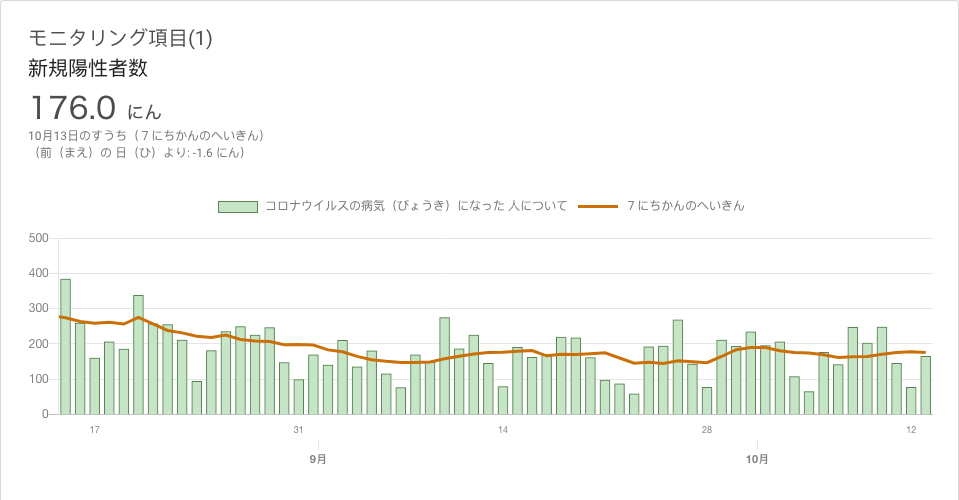 モニタリング項目(1)
新規陽性者数
176.0 にん
10月13日のすうち（７にちかんのへいきん）
（前（まえ）の 日（ひ）より: -1.6 にん）
コロナウイルスの病気（びょうき）になった 人について ７にちかんのへいきん
500
400
300
200
100
0
17 31 14 28 12
9月 10月